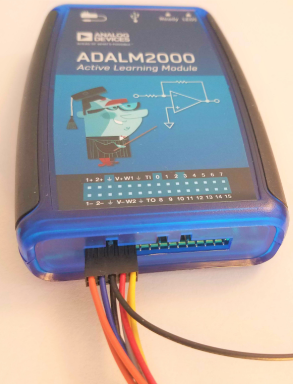 Ready
ANALOG
DEVICES
ADALM2000
Active Learning Module
1+ 2+ ⏚ V+ W1 ⏚ TI 0 1 2 3 4 5 6 7
1− 2− ⏚ V− W2 ⏚ TO 8 9 10 11 12 13 14 15